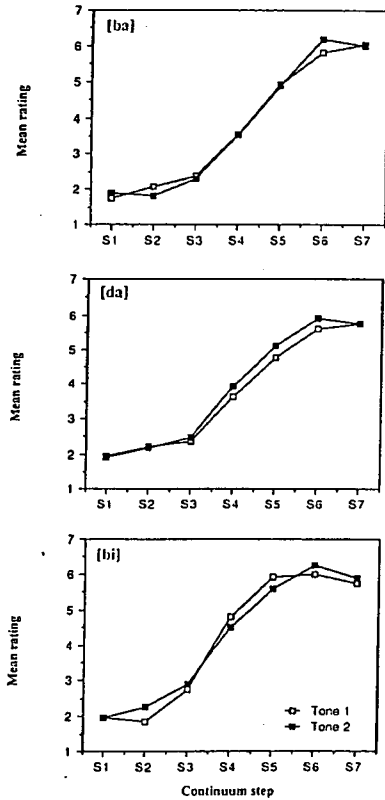 [ba]
Mean rating
7
6
5
4
3
2
1
S1 S2 S3 S4 S5 S6 S7
[da]
Mean rating
7
6
5
4
3
2
1
S1 S2 S3 S4 S5 S6 S7
[bi]
Mean rating
7
6
5
4
3
2
1
Tone 1
Tone 2
S1 S2 S3 S4 S5 S6 S7
Continuum step